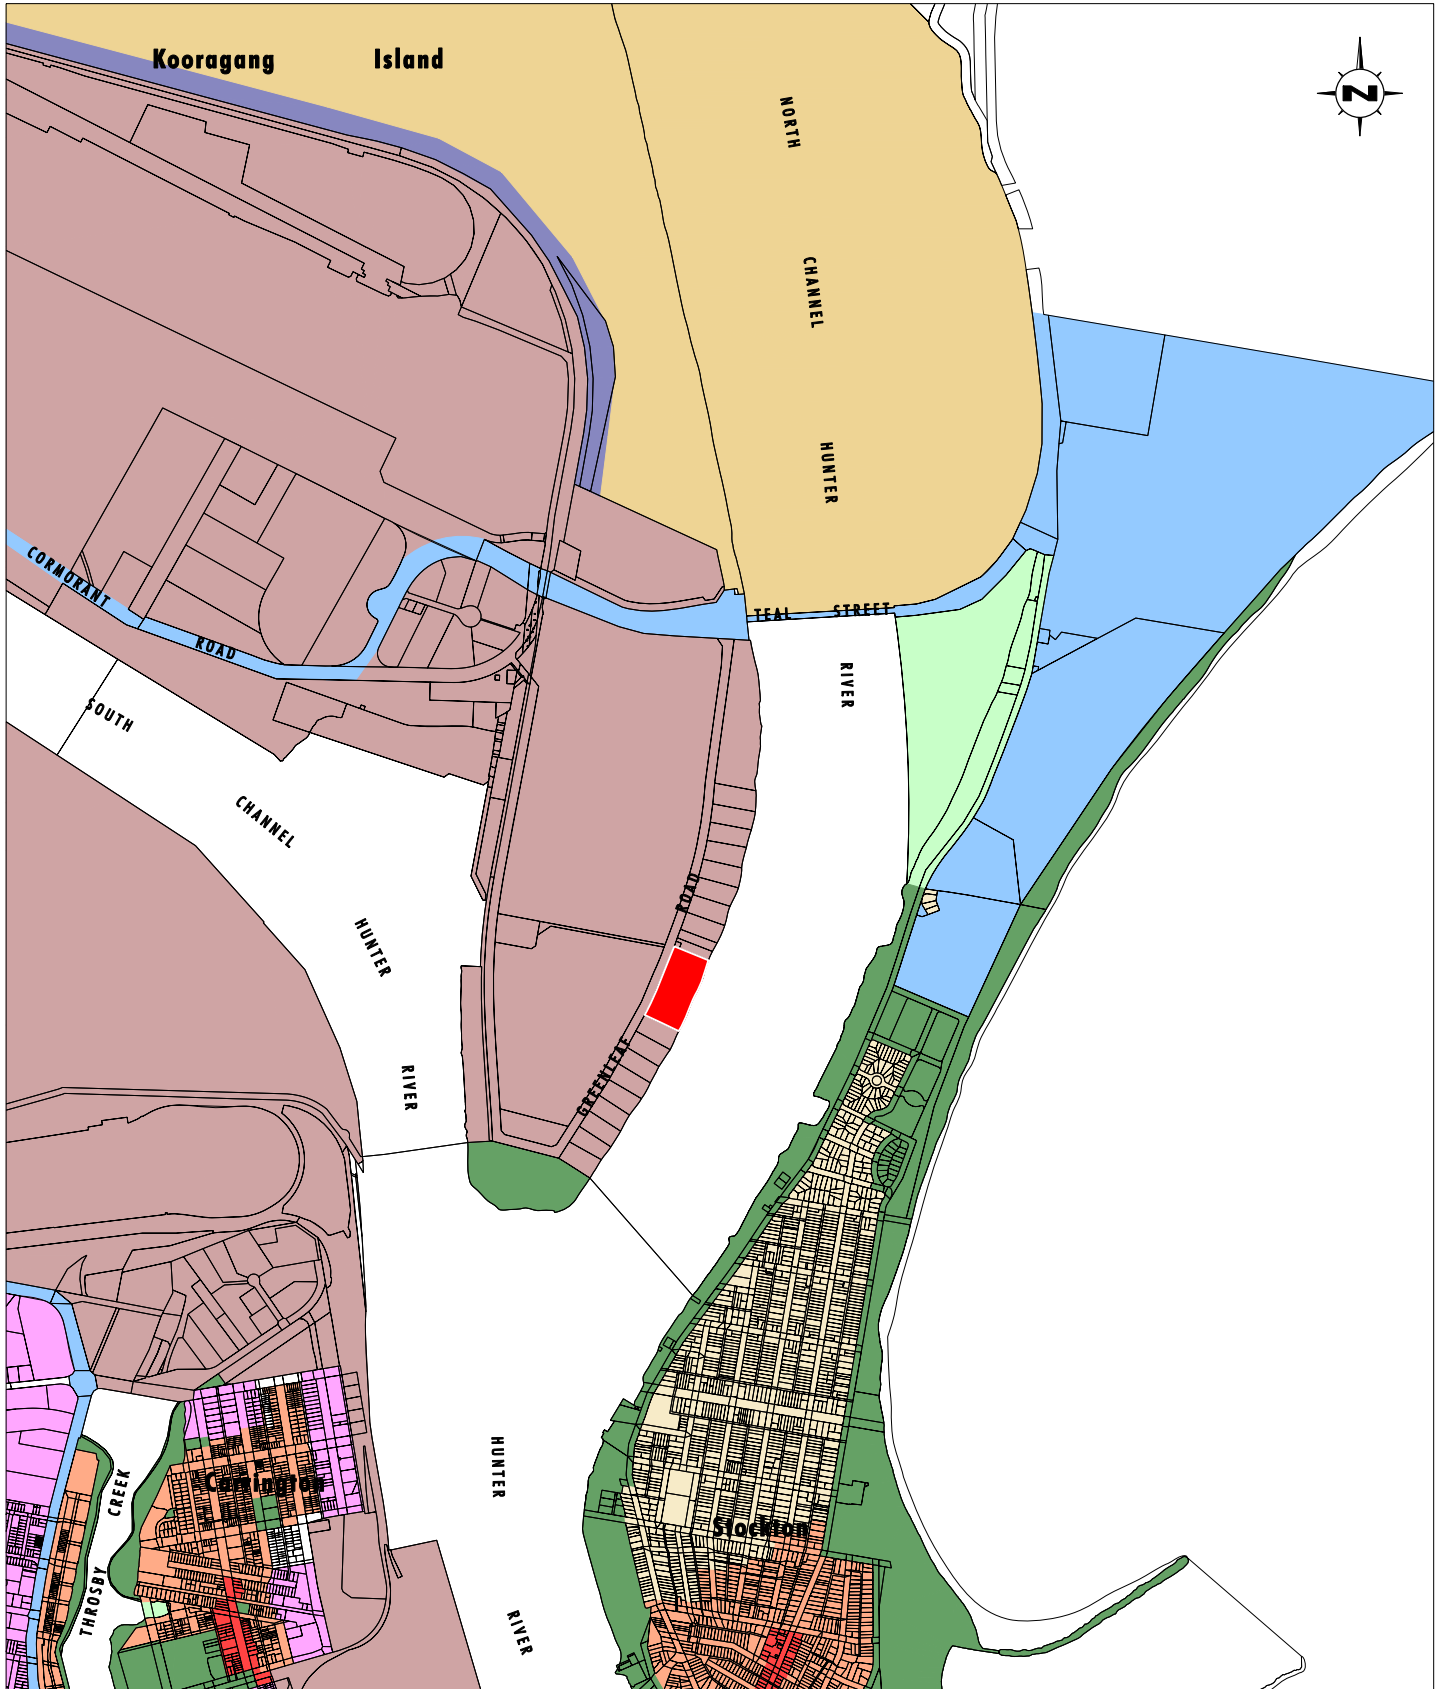 Kooragang Island
N
NORTH
CHANNEL
HUNTER
TEAL STREET
RIVER
CORMORANT
ROAD
SOUTH
CHANNEL
HUNTER
RIVER
ROAD
GREENLEAF
HUNTER
RIVER
Carrington
CREEK
THROSBY
Stockton